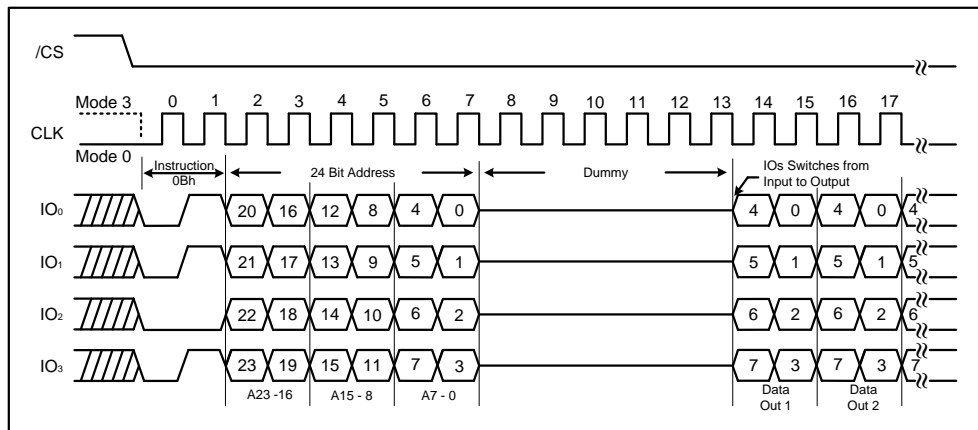 /CS
Mode 3 0 1 2 3 4 5 6 7 8 9 10 11 12 13 14 15 16 17
CLK
Mode 0
Instruction 0Bh
24 Bit Address
Dummy
IOs Switches from Input to Output
IO₀ 20 16 12 8 4 0 4 0 4 0 4
IO₁ 21 17 13 9 5 1 5 1 5 1 5
IO₂ 22 18 14 10 6 2 6 2 6 2 6
IO₃ 23 19 15 11 7 3 7 3 7 3 7
A23 -16 A15 - 8 A7 - 0 Data Out 1 Data Out 2